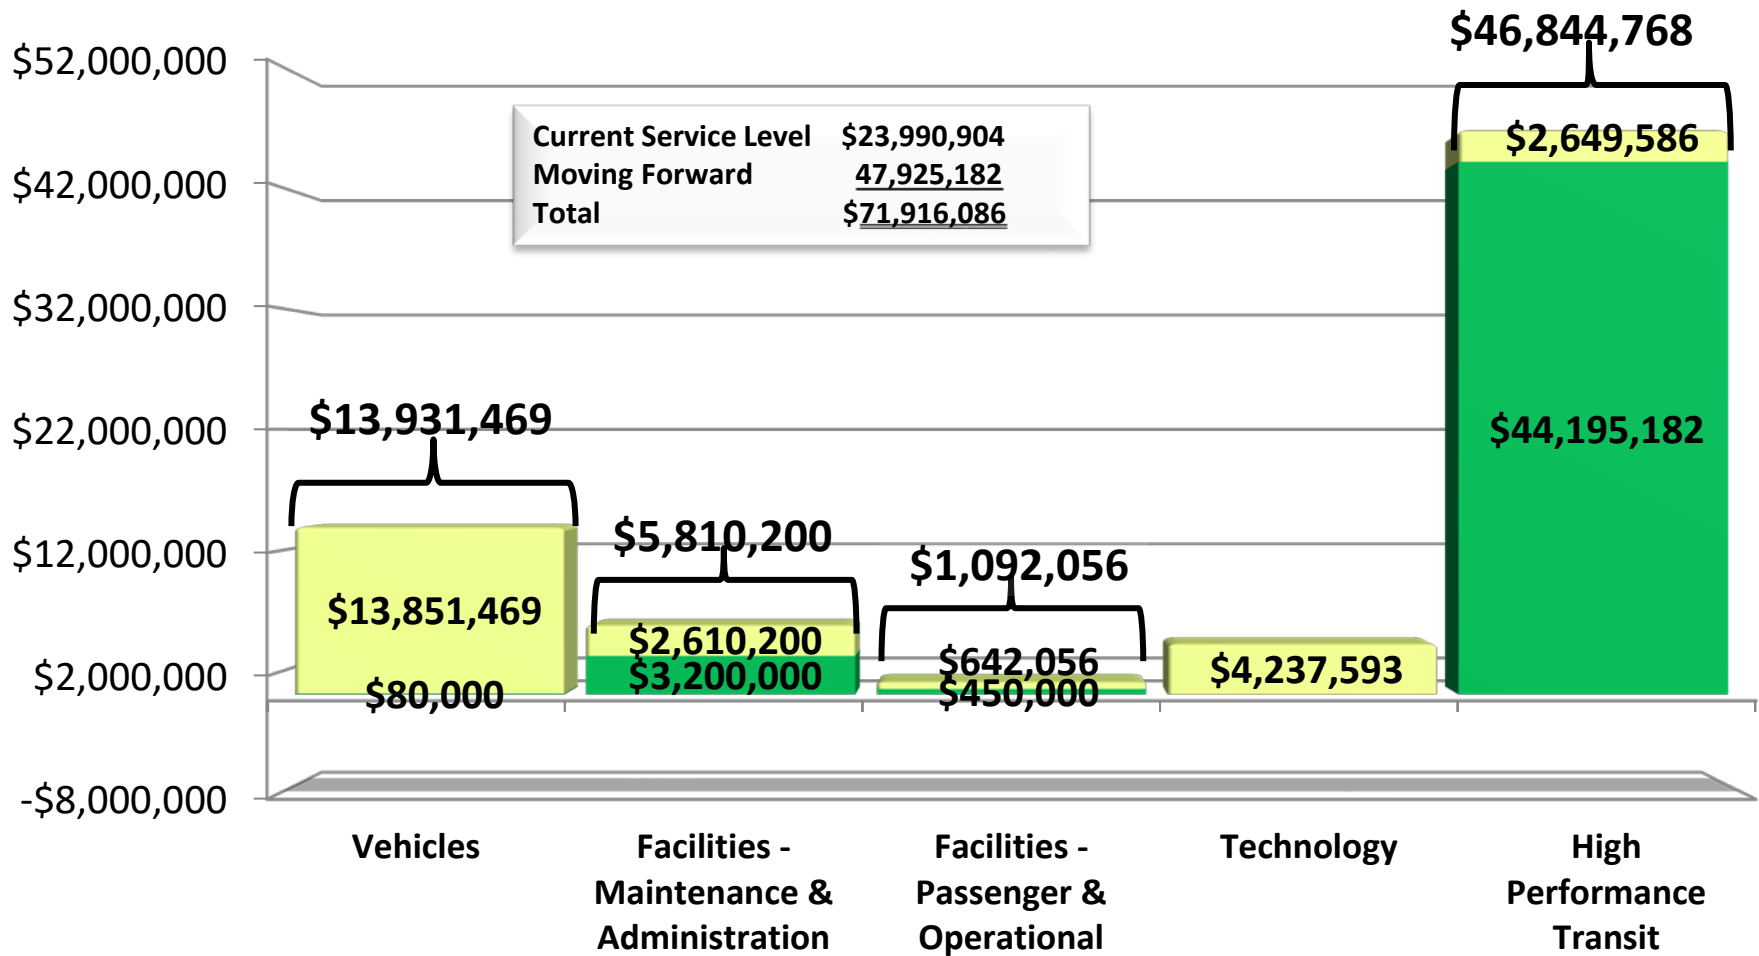 $46,844,768
$52,000,000
Current Service Level $23,990,904
Moving Forward 47,925,182
Total $71,916,086
$2,649,586
$42,000,000
$32,000,000
$22,000,000
$13,931,469
$44,195,182
$12,000,000
$5,810,200
$1,092,056
$13,851,469
$2,610,200
$642,056
$4,237,593
$2,000,000
$3,200,000
$80,000
$450,000
-$8,000,000
Vehicles
Facilities -
Maintenance &
Administration
Facilities -
Passenger &
Operational
Technology
High
Performance
Transit